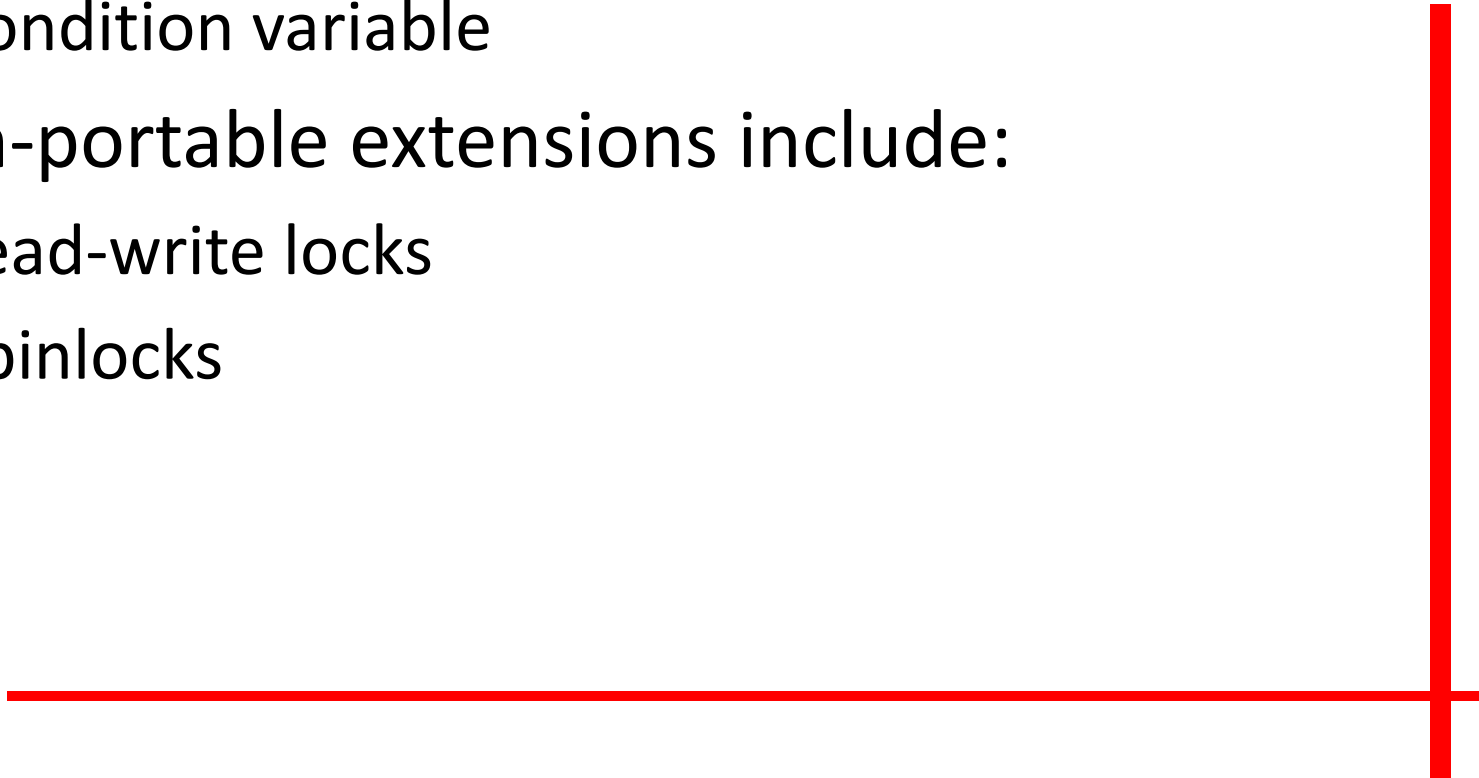 ondition variable
-portable extensions include:
ead-write locks
pinlocks